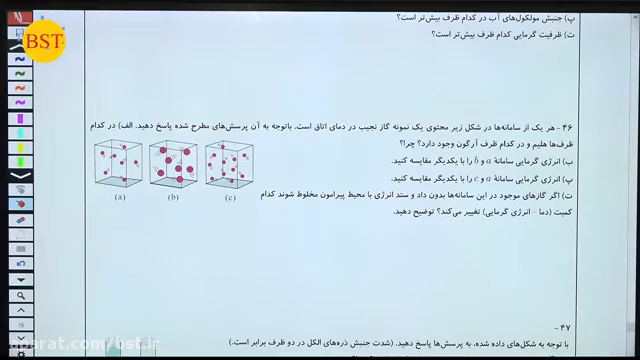 BST
پ) جنبش مولکول‌های آب در کدام ظرف بیش‌تر است؟
ت) ظرفیت گرمایی کدام ظرف بیش‌تر است؟
۴۶- هر یک از سامانه‌ها در شکل زیر محتوی یک نمونه گاز نجیب در دمای اتاق است. باتوجه به آن پرسش‌های مطرح شده پاسخ دهید. الف) در کدام
ظرف‌ها هلیم و در کدام ظرف آرگون وجود دارد؟ چرا؟
ب) انرژی گرمایی سامانهٔ a و b را با یکدیگر مقایسه کنید.
پ) انرژی گرمایی سامانهٔ a و c را با یکدیگر مقایسه کنید.
ت) اگر گازهای موجود در این سامانه‌ها بدون داد و ستد انرژی با محیط پیرامون مخلوط شوند کدام
کمیت (دما – انرژی گرمایی) تغییر می‌کند؟ توضیح دهید.
(a) (b) (c)
۴۷-
با توجه به شکل‌های داده شده، به پرسش‌ها پاسخ دهید. (شدت جنبش ذره‌های الکل در دو ظرف برابر است.)
16
aparat.com/bst.ir